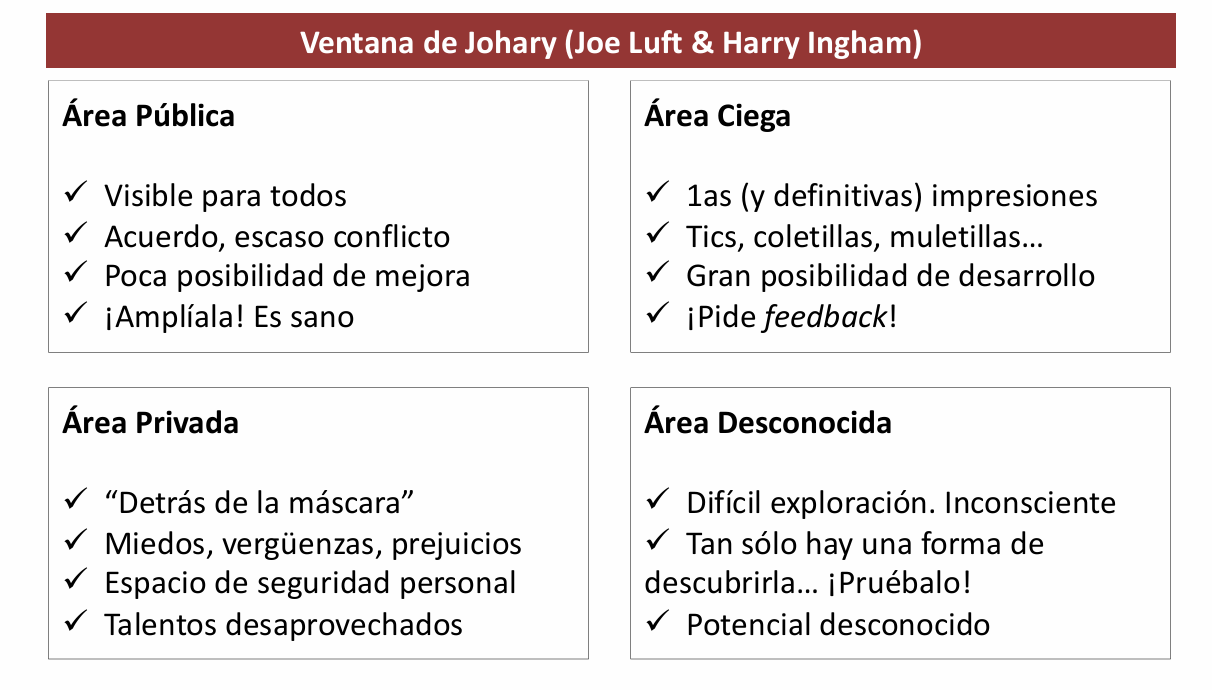 Ventana de Johary (Joe Luft & Harry Ingham)
Área Pública
✓ Visible para todos
✓ Acuerdo, escaso conflicto
✓ Poca posibilidad de mejora
✓ ¡Amplíala! Es sano
Área Ciega
✓ 1as (y definitivas) impresiones
✓ Tics, coletillas, muletillas…
✓ Gran posibilidad de desarrollo
✓ ¡Pide feedback!
Área Privada
✓ “Detrás de la máscara”
✓ Miedos, vergüenzas, prejuicios
✓ Espacio de seguridad personal
✓ Talentos desaprovechados
Área Desconocida
✓ Difícil exploración. Inconsciente
✓ Tan sólo hay una forma de
descubrirla… ¡Pruébalo!
✓ Potencial desconocido